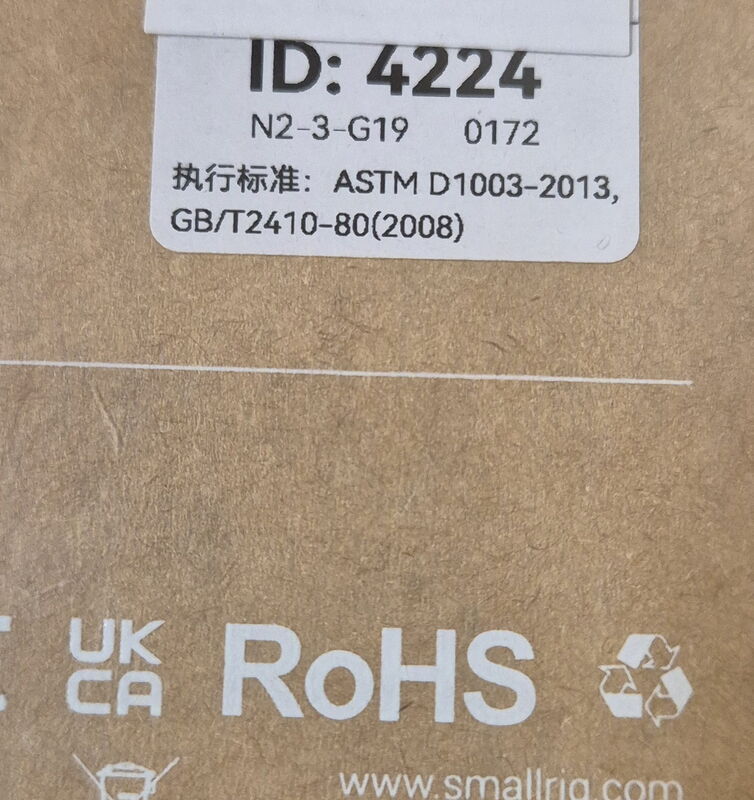 ID: 4224
N2-3-G19 0172
执行标准： ASTM D1003-2013,
GB/T2410-80(2008)
UK
CA
RoHS
www.smallrig.com